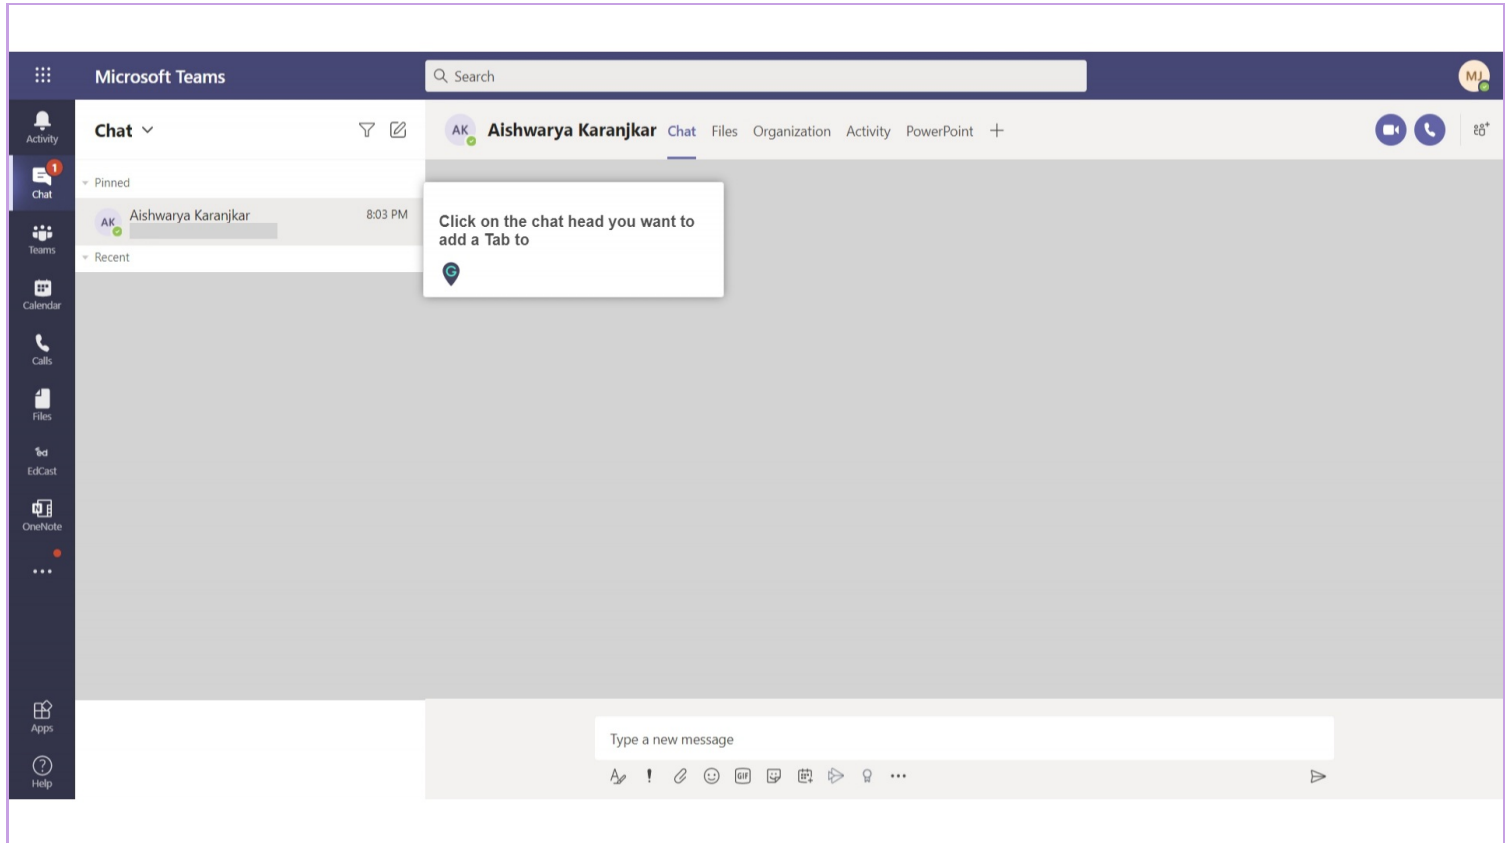 Microsoft Teams
Search
MJ
Activity
Chat
AK Aishwarya Karanjkar Chat Files Organization Activity PowerPoint
1
Chat
Pinned
AK Aishwarya Karanjkar 8:03 PM
Click on the chat head you want to
add a Tab to
G
Teams
Recent
Calendar
Calls
Files
EdCast
OneNote
Apps
Help
Type a new message
GIF